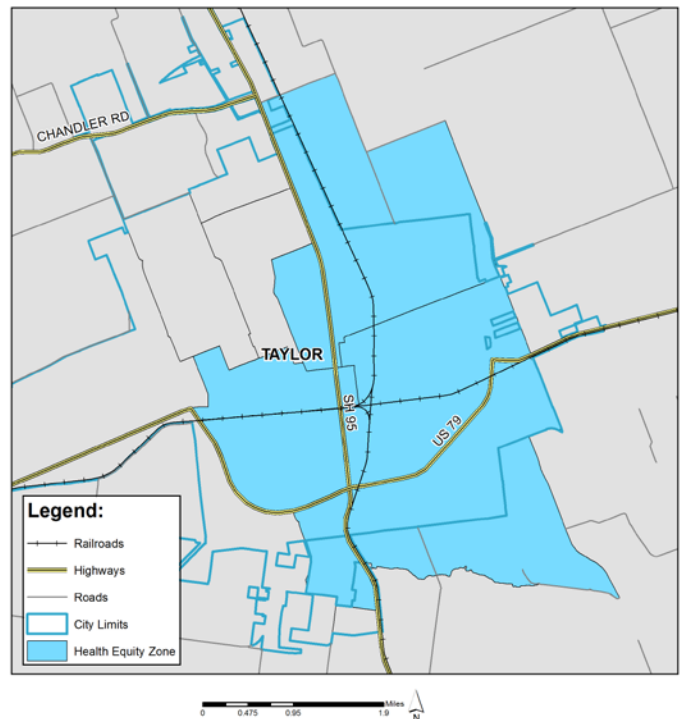 CHANDLER RD
TAYLOR
SH 95
US 79
Legend:
Railroads
Highways
Roads
City Limits
Health Equity Zone
Miles
0 0.475 0.95 1.9
N